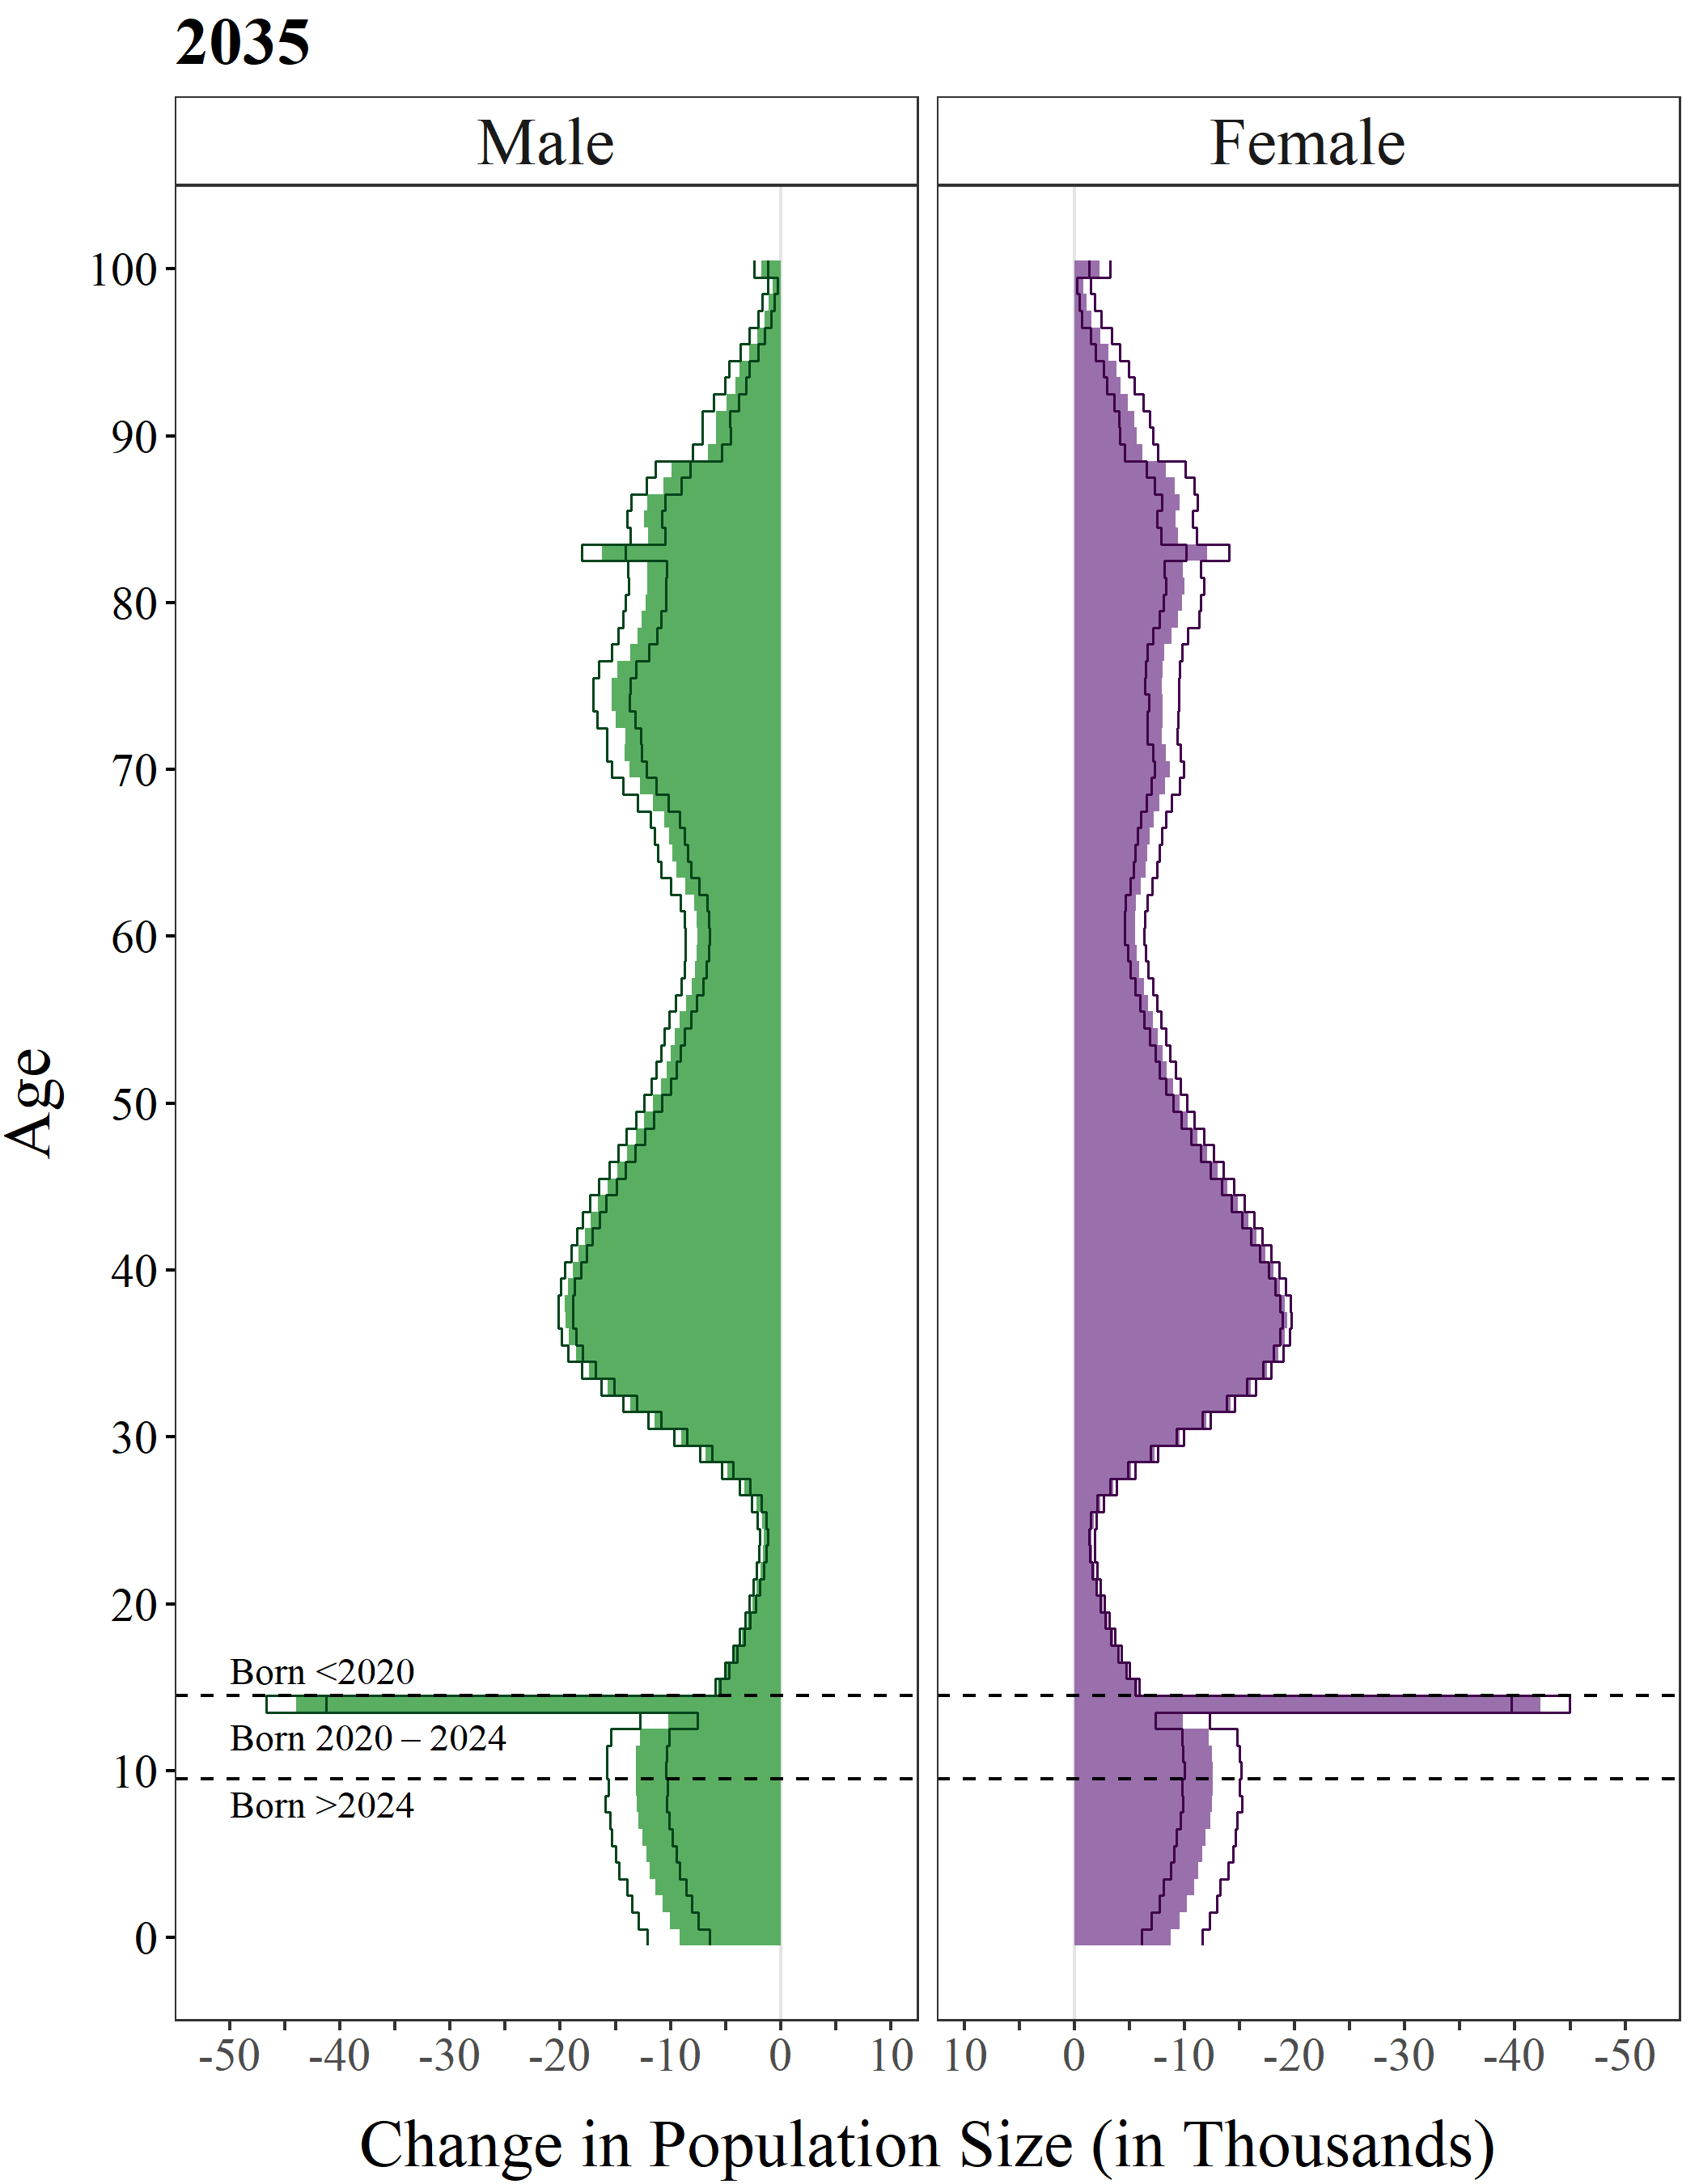 2035
Male
Female
100
90
80
70
60
50
40
30
20
10
0
Age
Born <2020
Born 2020 – 2024
Born >2024
-50 -40 -30 -20 -10 0 10
10 0 -10 -20 -30 -40 -50
Change in Population Size (in Thousands)